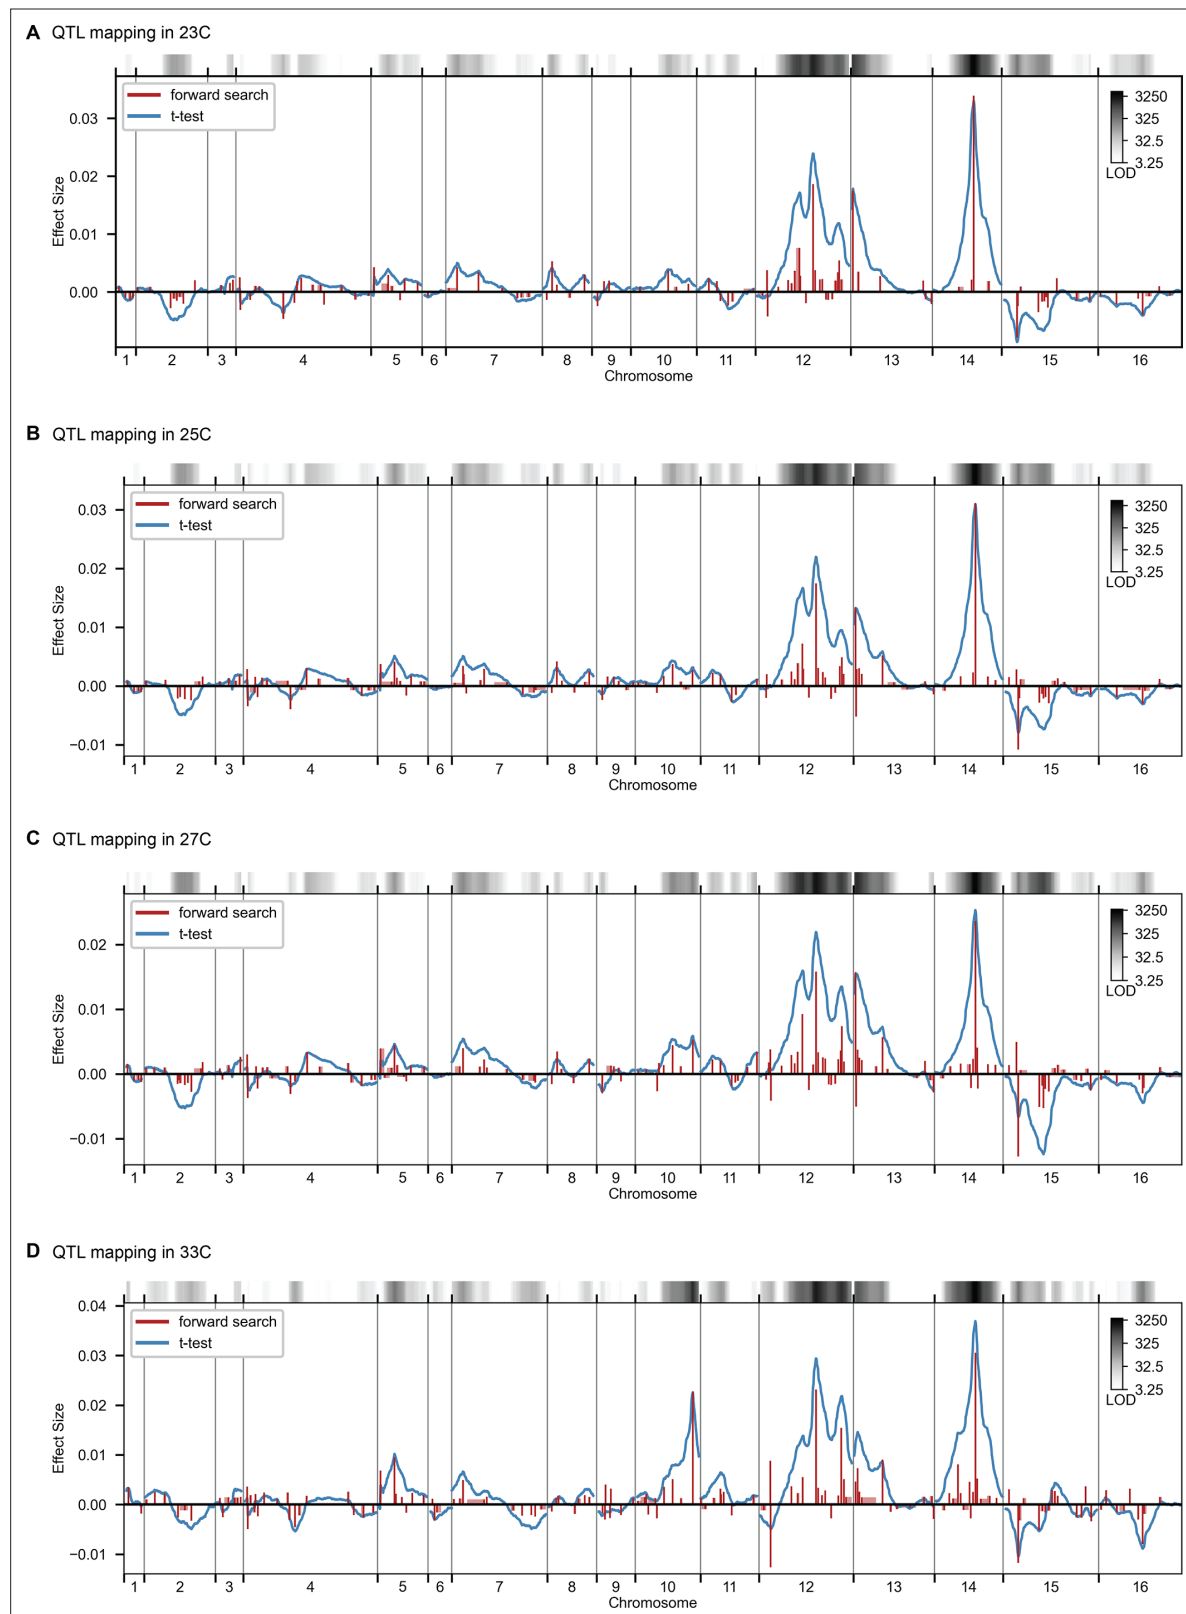 A QTL mapping in 23C
forward search
t-test
3250
325
32.5
3.25
LOD
0.03
0.02
0.01
0.00
Effect Size
1 2 3 4 5 6 7 8 9 10 11 12 13 14 15 16
Chromosome
B QTL mapping in 25C
forward search
t-test
3250
325
32.5
3.25
LOD
0.03
0.02
0.01
0.00
−0.01
Effect Size
1 2 3 4 5 6 7 8 9 10 11 12 13 14 15 16
Chromosome
C QTL mapping in 27C
forward search
t-test
3250
325
32.5
3.25
LOD
0.02
0.01
0.00
−0.01
Effect Size
1 2 3 4 5 6 7 8 9 10 11 12 13 14 15 16
Chromosome
D QTL mapping in 33C
forward search
t-test
3250
325
32.5
3.25
LOD
0.04
0.03
0.02
0.01
0.00
−0.01
Effect Size
1 2 3 4 5 6 7 8 9 10 11 12 13 14 15 16
Chromosome